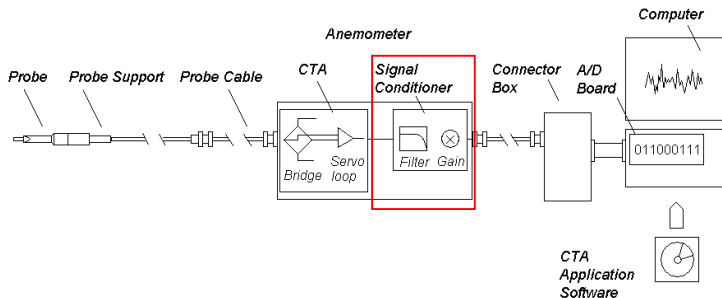 Computer
Anemometer
Probe
Probe Support
Probe Cable
CTA
Signal
Conditioner
Connector
Box
A/D
Board
Bridge
Servo
loop
Filter
Gain
011000111
CTA
Application
Software